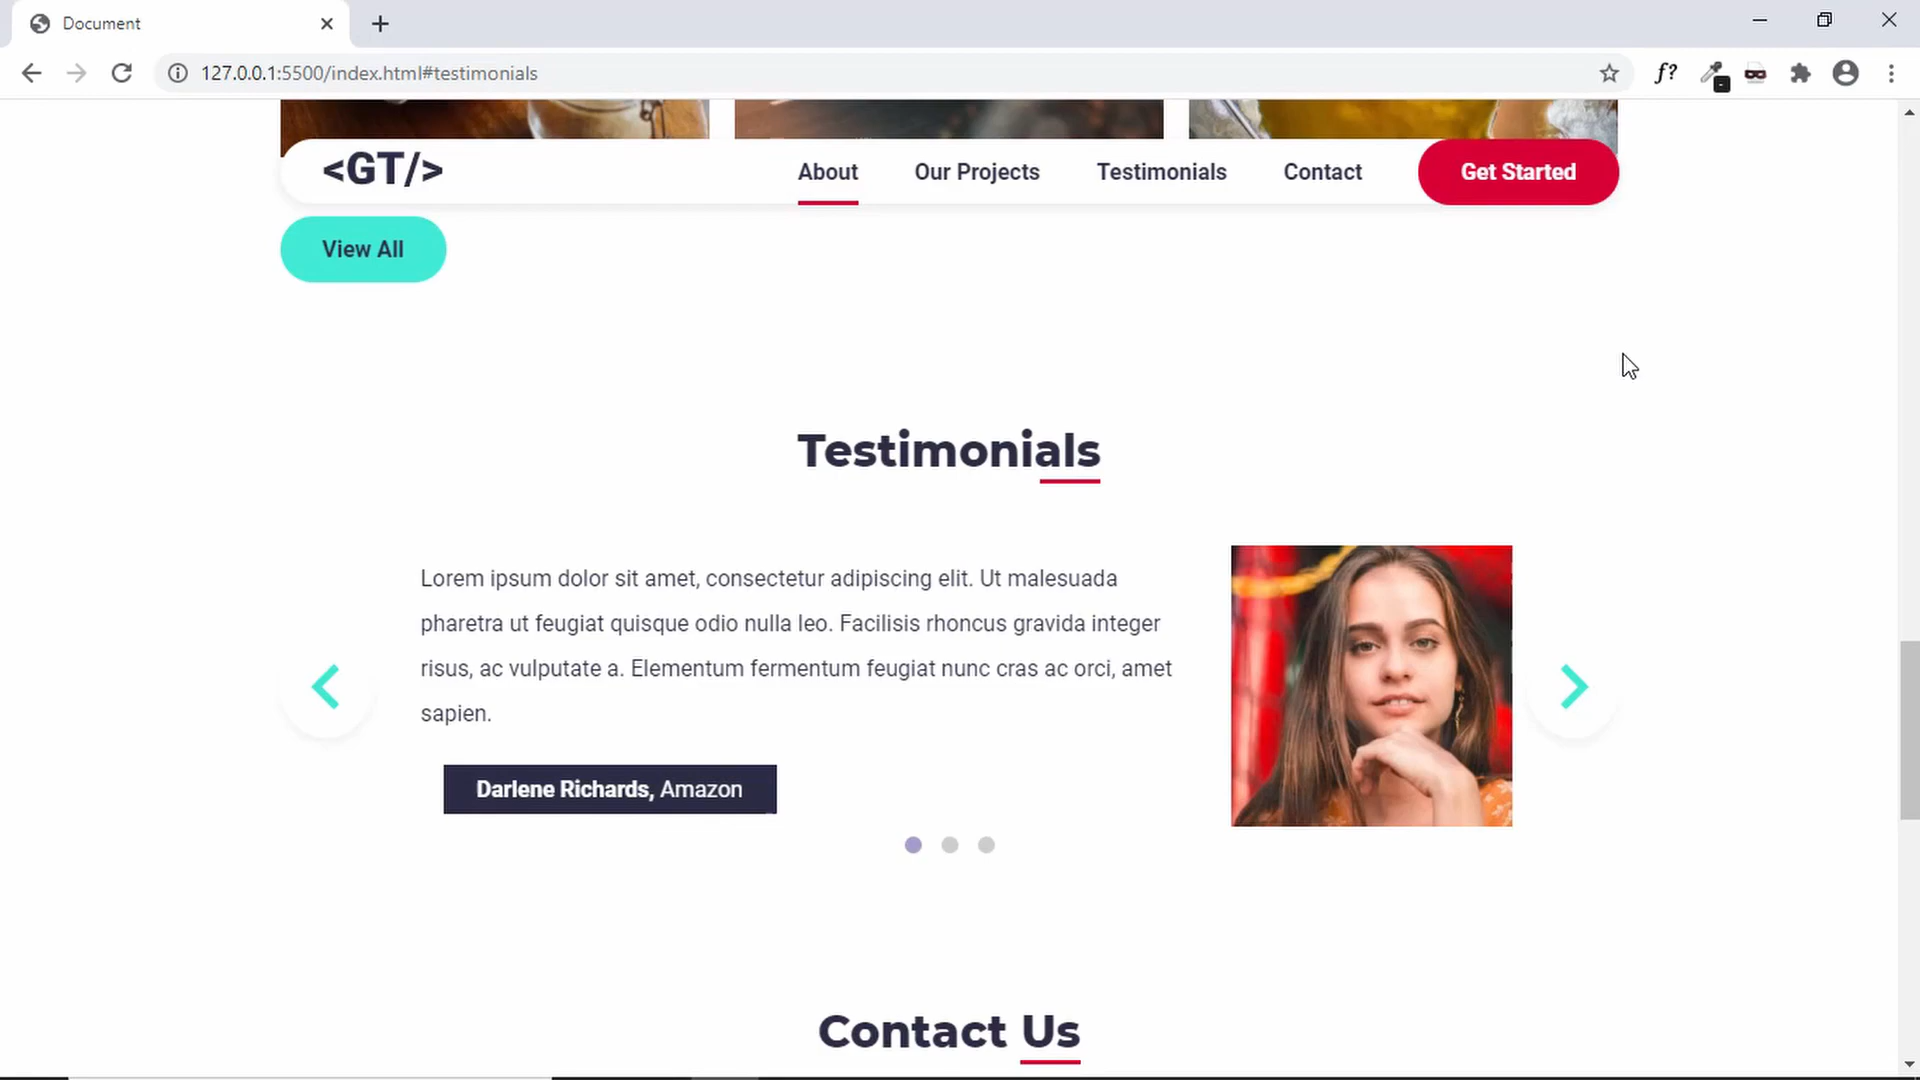 Document
127.0.0.1:5500/index.html#testimonials
f?
<GT/>
About
Our Projects
Testimonials
Contact
Get Started
View All
Testimonials
Lorem ipsum dolor sit amet, consectetur adipiscing elit. Ut malesuada
pharetra ut feugiat quisque odio nulla leo. Facilisis rhoncus gravida integer
risus, ac vulputate a. Elementum fermentum feugiat nunc cras ac orci, amet
sapien.
Darlene Richards, Amazon
Contact Us